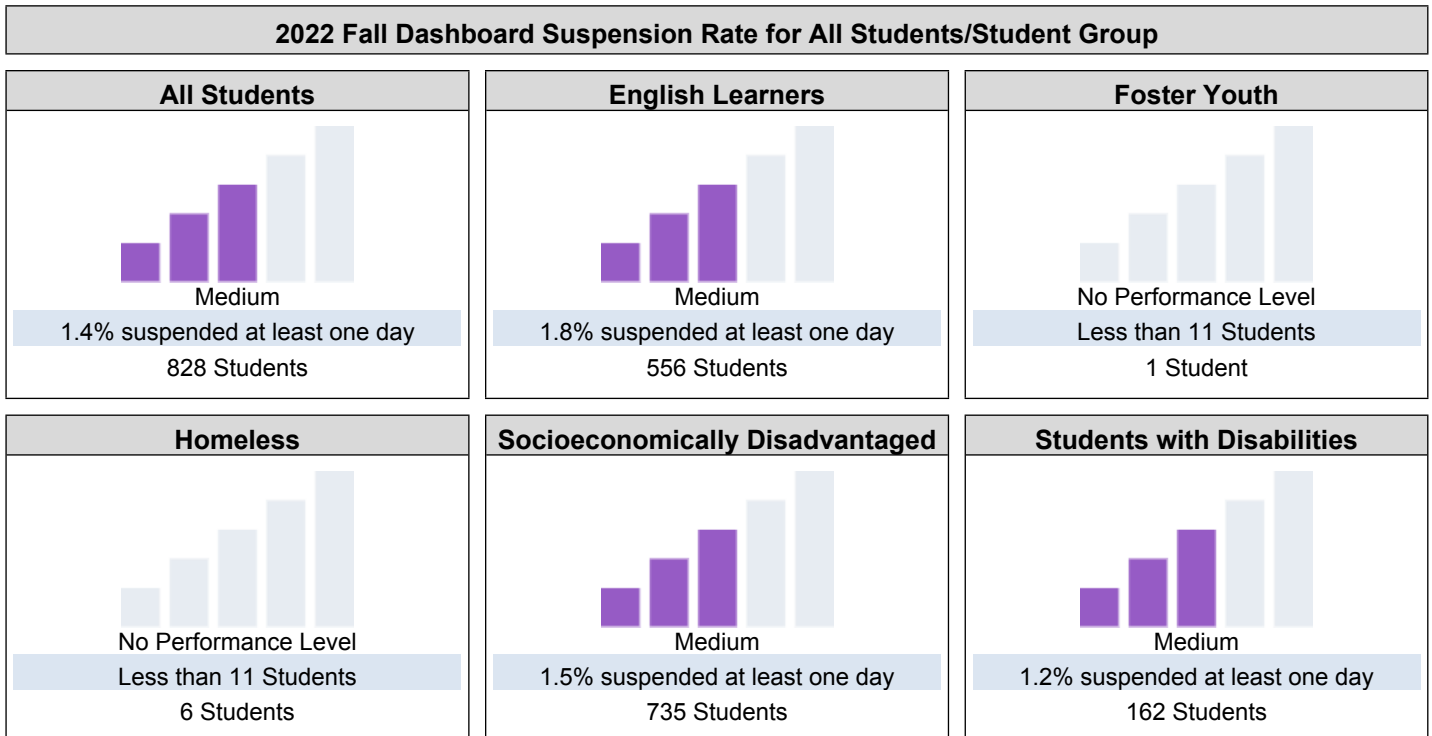 2022 Fall Dashboard Suspension Rate for All Students/Student Group
All Students
Medium
1.4% suspended at least one day
828 Students
English Learners
Medium
1.8% suspended at least one day
556 Students
Foster Youth
No Performance Level
Less than 11 Students
1 Student
Homeless
No Performance Level
Less than 11 Students
6 Students
Socioeconomically Disadvantaged
Medium
1.5% suspended at least one day
735 Students
Students with Disabilities
Medium
1.2% suspended at least one day
162 Students